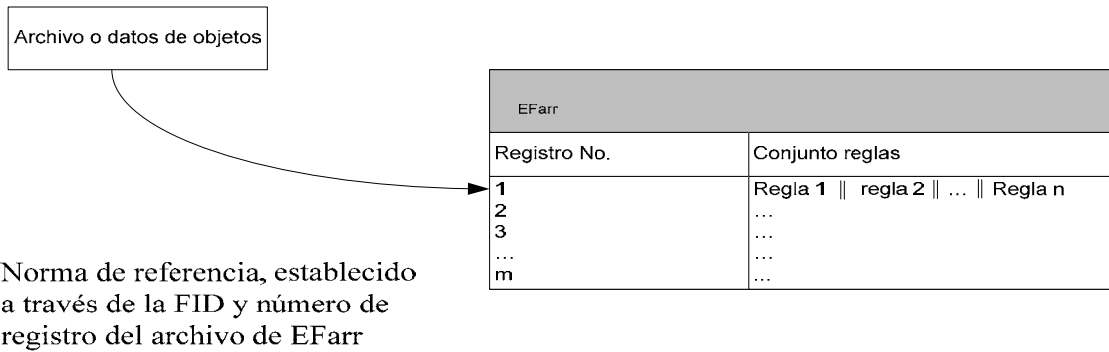 Archivo o datos de objetos
EFarr
Registro No. Conjunto reglas
1 Regla 1 || regla 2 || ... || Regla n
2 ...
3 ...
... ...
m ...
Norma de referencia, establecido
a través de la FID y número de
registro del archivo de EFarr